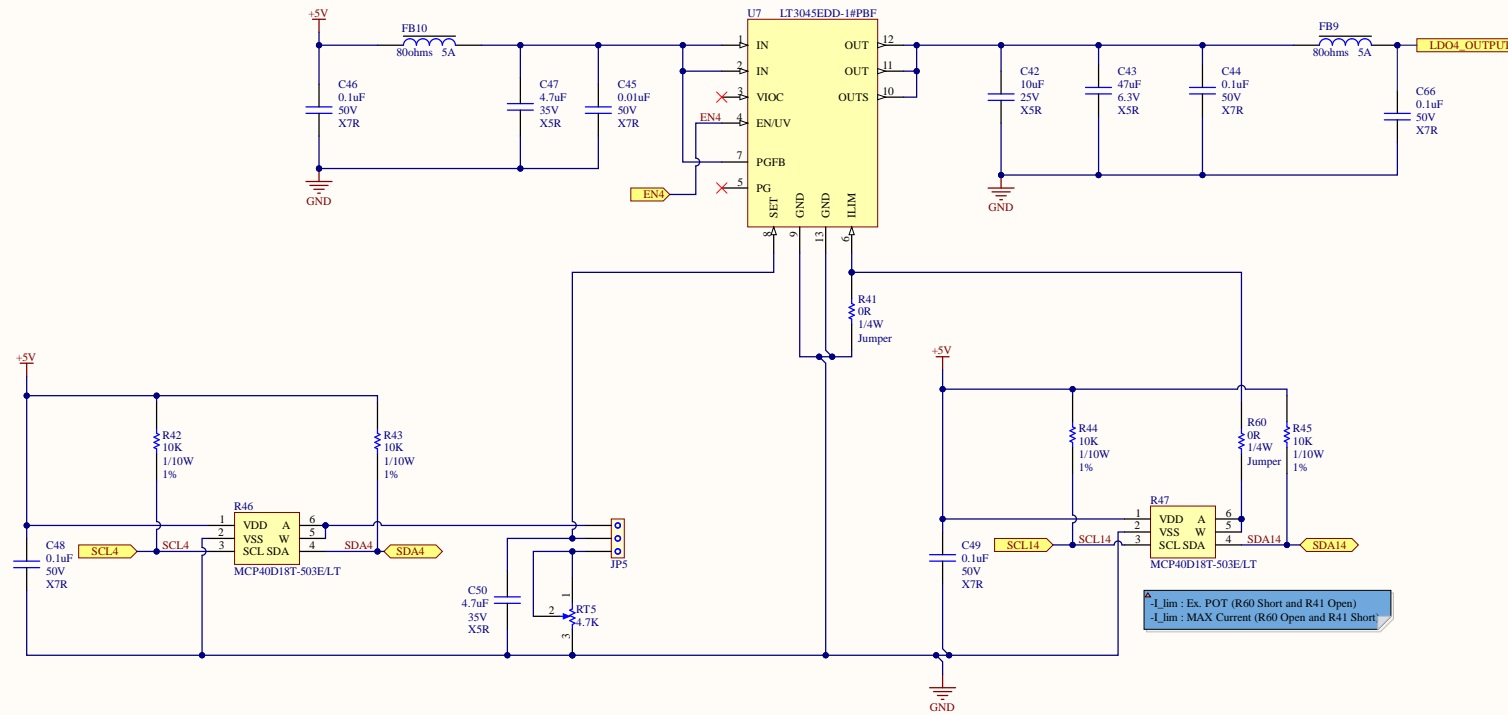 +5V
FB10
80ohms 5A
C46
0.1uF
50V
X7R
C47
4.7uF
35V
X5R
C45
0.01uF
50V
X7R
GND
U7 LT3045EDD-1#PBF
1 IN
2 IN
3 VIOC
EN4 4 EN/UV
7 PGFB
5 PG
EN4
OUT 12
OUT 11
OUTS 10
SET
GND
GND
ILIM
8
9
13
6
C42
10uF
25V
X5R
C43
47uF
6.3V
X5R
C44
0.1uF
50V
X7R
FB9
80ohms 5A
LDO4_OUTPUT
C66
0.1uF
50V
X7R
GND
R41
0R
1/4W
Jumper
+5V
R42
10K
1/10W
1%
R43
10K
1/10W
1%
R46
1 VDD A 6
2 VSS W 5
3 SCL SDA 4
MCP40D18T-503E/LT
SCL4
SCL4
SDA4
SDA4
C48
0.1uF
50V
X7R
JP5
C50
4.7uF
35V
X5R
1
2
3
RT5
4.7K
+5V
R44
10K
1/10W
1%
R60
0R
1/4W
Jumper
R45
10K
1/10W
1%
R47
1 VDD A 6
2 VSS W 5
3 SCL SDA 4
MCP40D18T-503E/LT
SCL14
SCL14
SDA14
SDA14
C49
0.1uF
50V
X7R
-I_lim : Ex. POT (R60 Short and R41 Open)
-I_lim : MAX Current (R60 Open and R41 Short)
GND